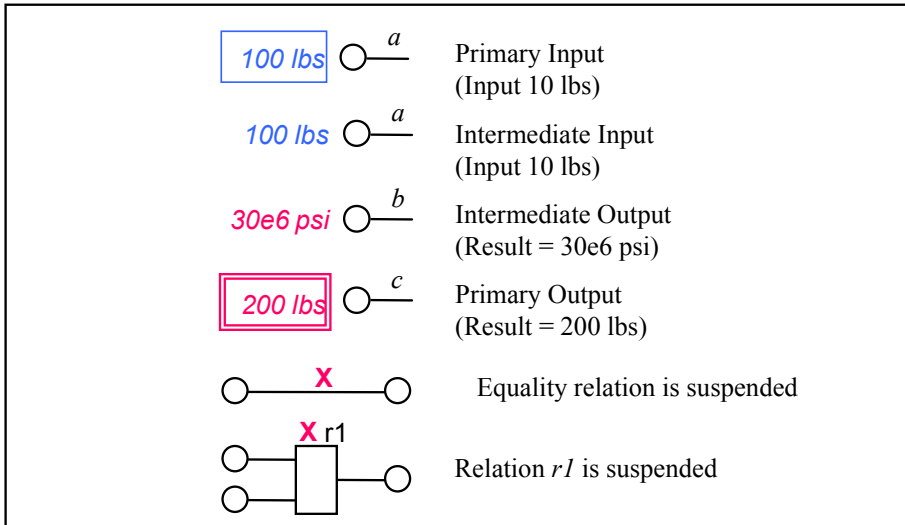 100 lbs a Primary Input
(Input 10 lbs)
100 lbs a Intermediate Input
(Input 10 lbs)
30e6 psi b Intermediate Output
(Result = 30e6 psi)
200 lbs c Primary Output
(Result = 200 lbs)
X Equality relation is suspended
X r1
Relation r1 is suspended